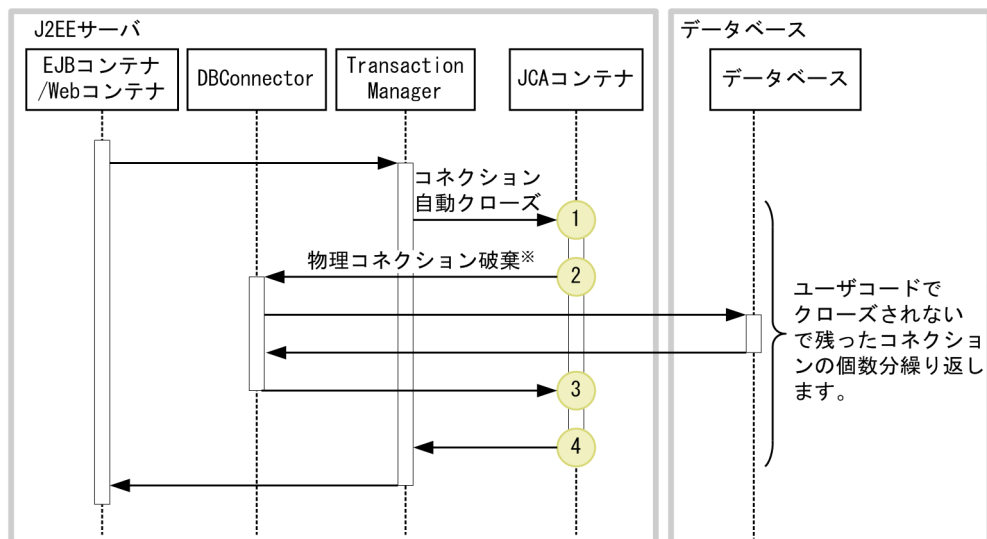 J2EEサーバ
データベース
EJBコンテナ
/Webコンテナ
DBConnector
Transaction
Manager
JCAコンテナ
データベース
コネクション
自動クローズ
1
物理コネクション破棄※
2
ユーザコードで
クローズされない
で残ったコネクショ
ンの個数分繰り返し
ます。
3
4